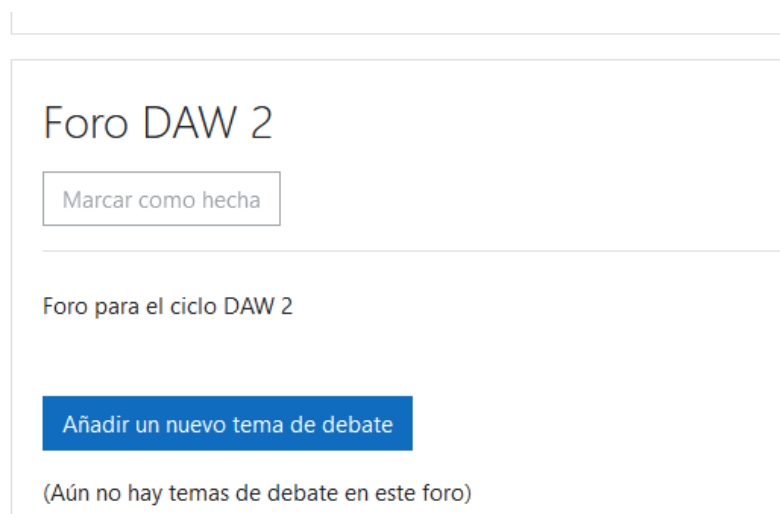 Foro DAW 2
Marcar como hecha
Foro para el ciclo DAW 2
Añadir un nuevo tema de debate
(Aún no hay temas de debate en este foro)